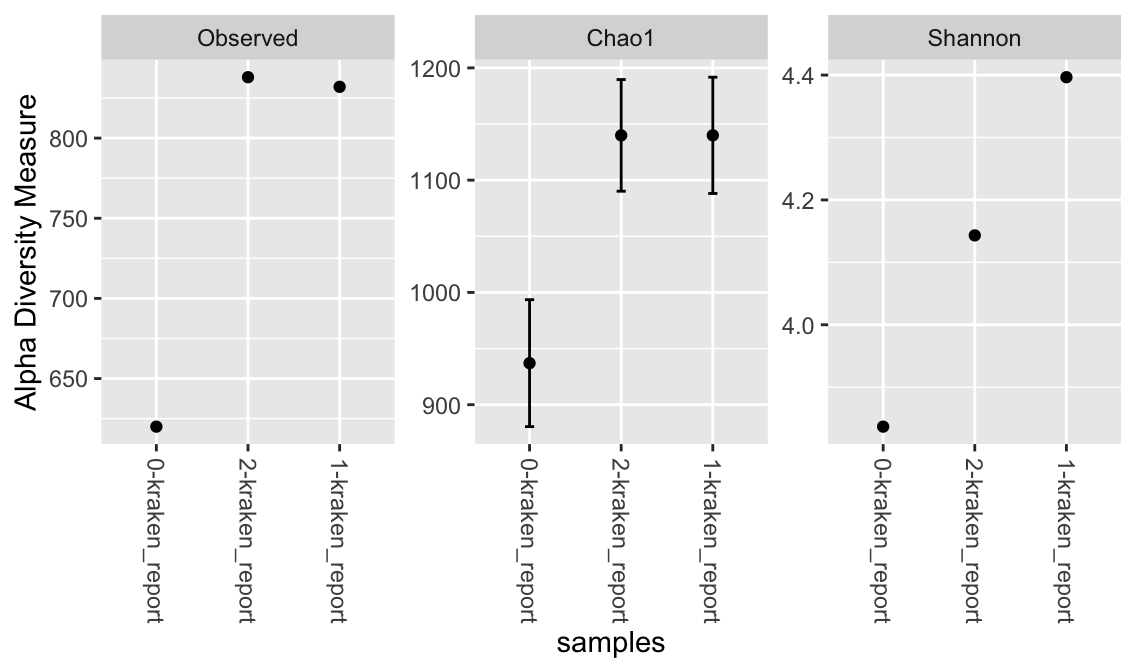 Observed
Chao1
Shannon
Alpha Diversity Measure
800
750
700
650
1200
1100
1000
900
4.4
4.2
4.0
0-kraken_report
2-kraken_report
1-kraken_report
0-kraken_report
2-kraken_report
1-kraken_report
0-kraken_report
2-kraken_report
1-kraken_report
samples